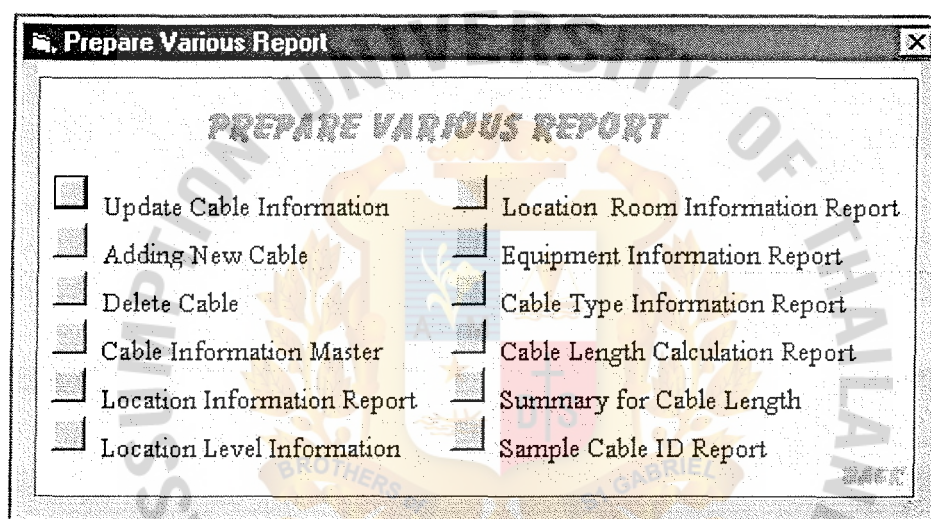 Prepare Various Report
PREPARE VARIOUS REPORT
Update Cable Information
Adding New Cable
Delete Cable
Cable Information Master
Location Information Report
Location Level Information
Location Room Information Report
Equipment Information Report
Cable Type Information Report
Cable Length Calculation Report
Summary for Cable Length
Sample Cable ID Report
BACK